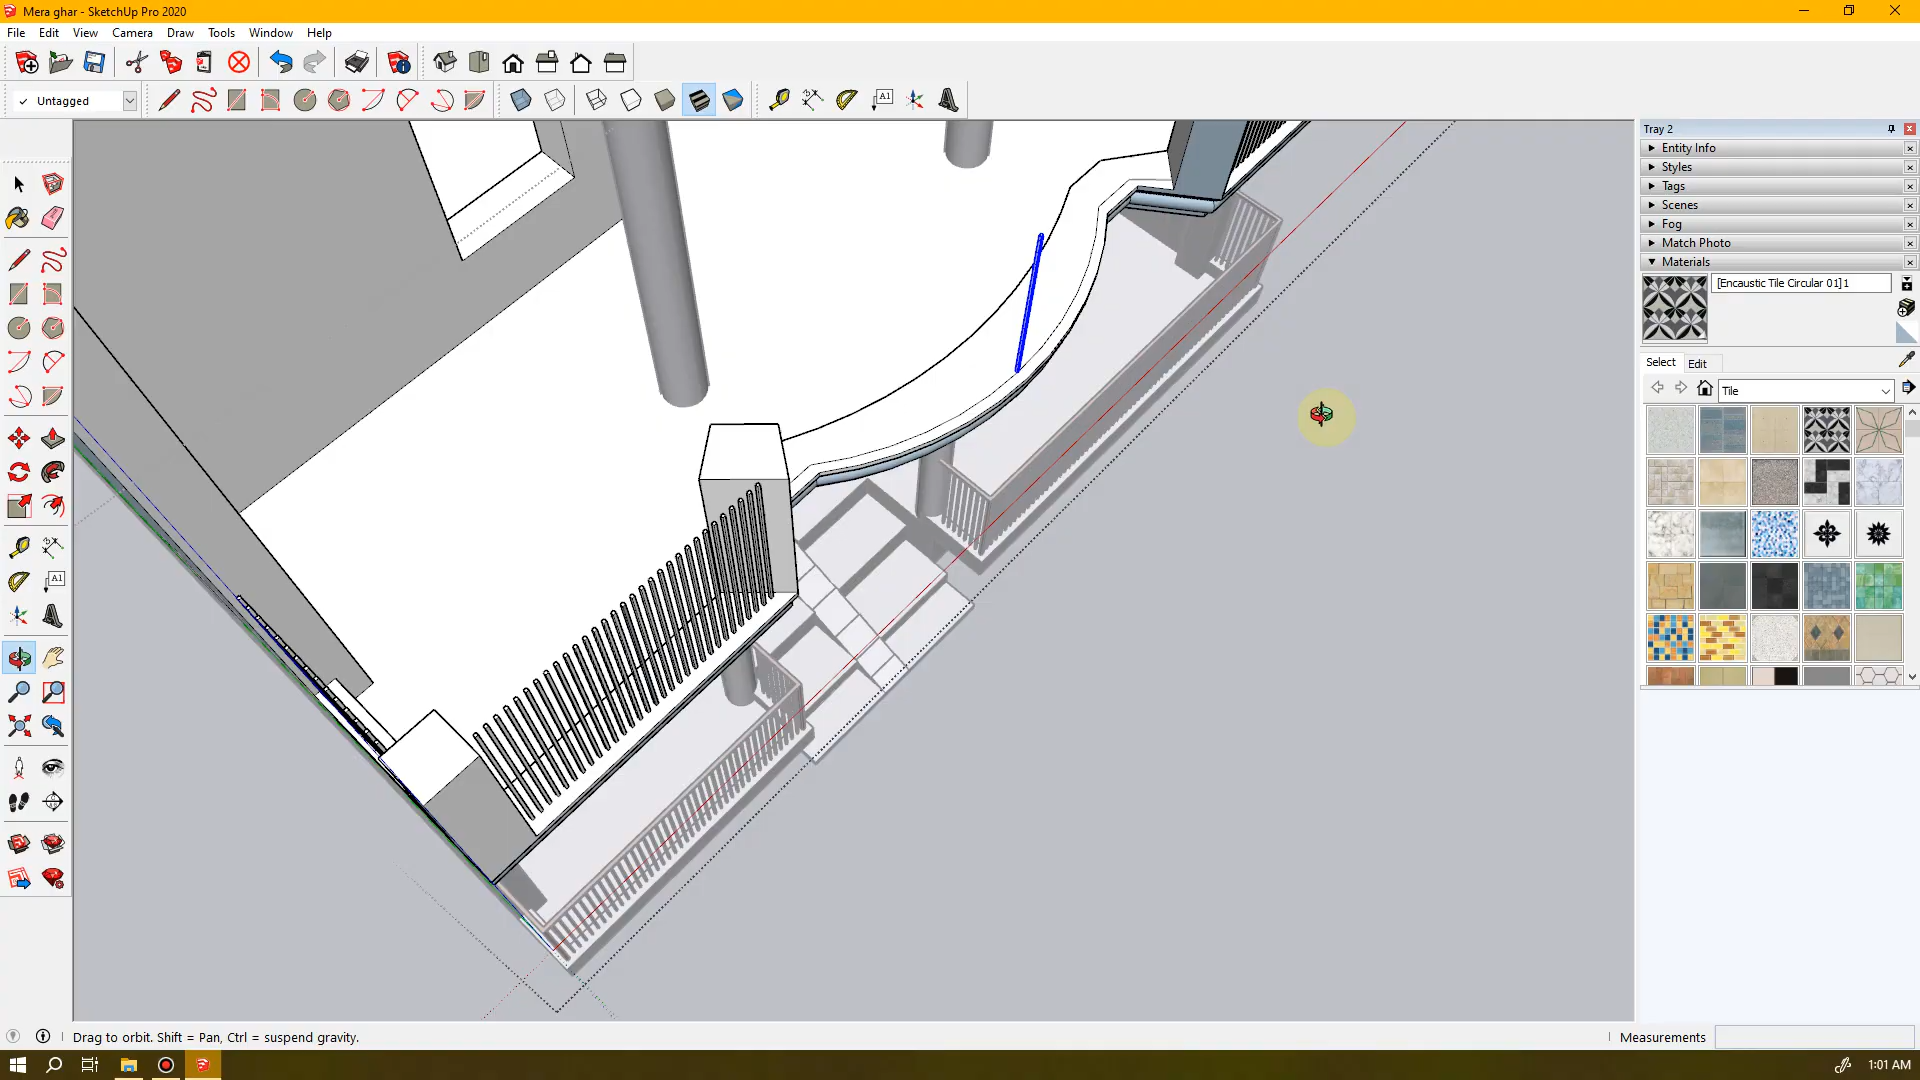 Mera ghar - SketchUp Pro 2020
File Edit View Camera Draw Tools Window Help
✓ Untagged
A1
Tray 2
Entity Info
Styles
Tags
Scenes
Fog
Match Photo
Materials
[Encaustic Tile Circular 01]1
Select Edit
Tile
A1
Drag to orbit. Shift = Pan, Ctrl = suspend gravity.
Measurements
1:01 AM